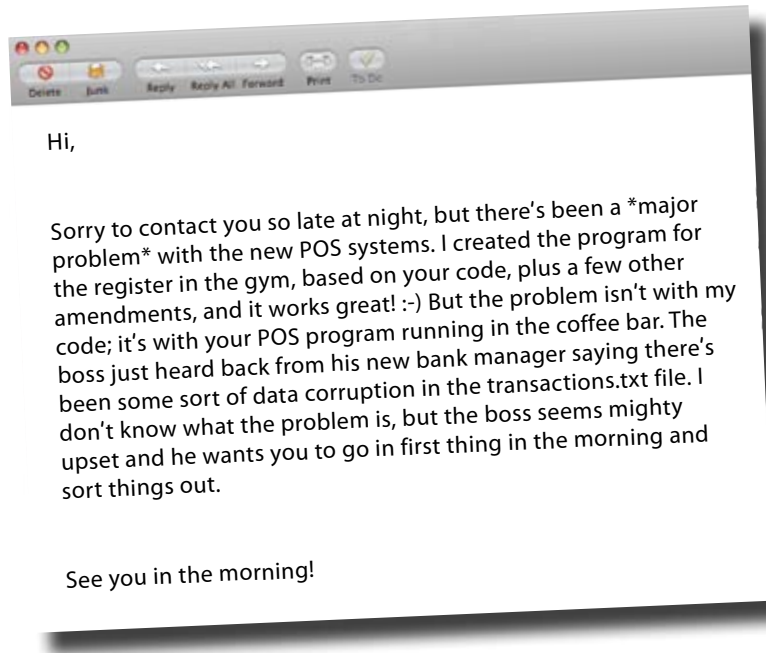 Delete Junk Reply Reply All Forward Print To Do
Hi,
Sorry to contact you so late at night, but there's been a *major
problem* with the new POS systems. I created the program for
the register in the gym, based on your code, plus a few other
amendments, and it works great! :-) But the problem isn't with my
code; it's with your POS program running in the coffee bar. The
boss just heard back from his new bank manager saying there's
been some sort of data corruption in the transactions.txt file. I
don't know what the problem is, but the boss seems mighty
upset and he wants you to go in first thing in the morning and
sort things out.
See you in the morning!